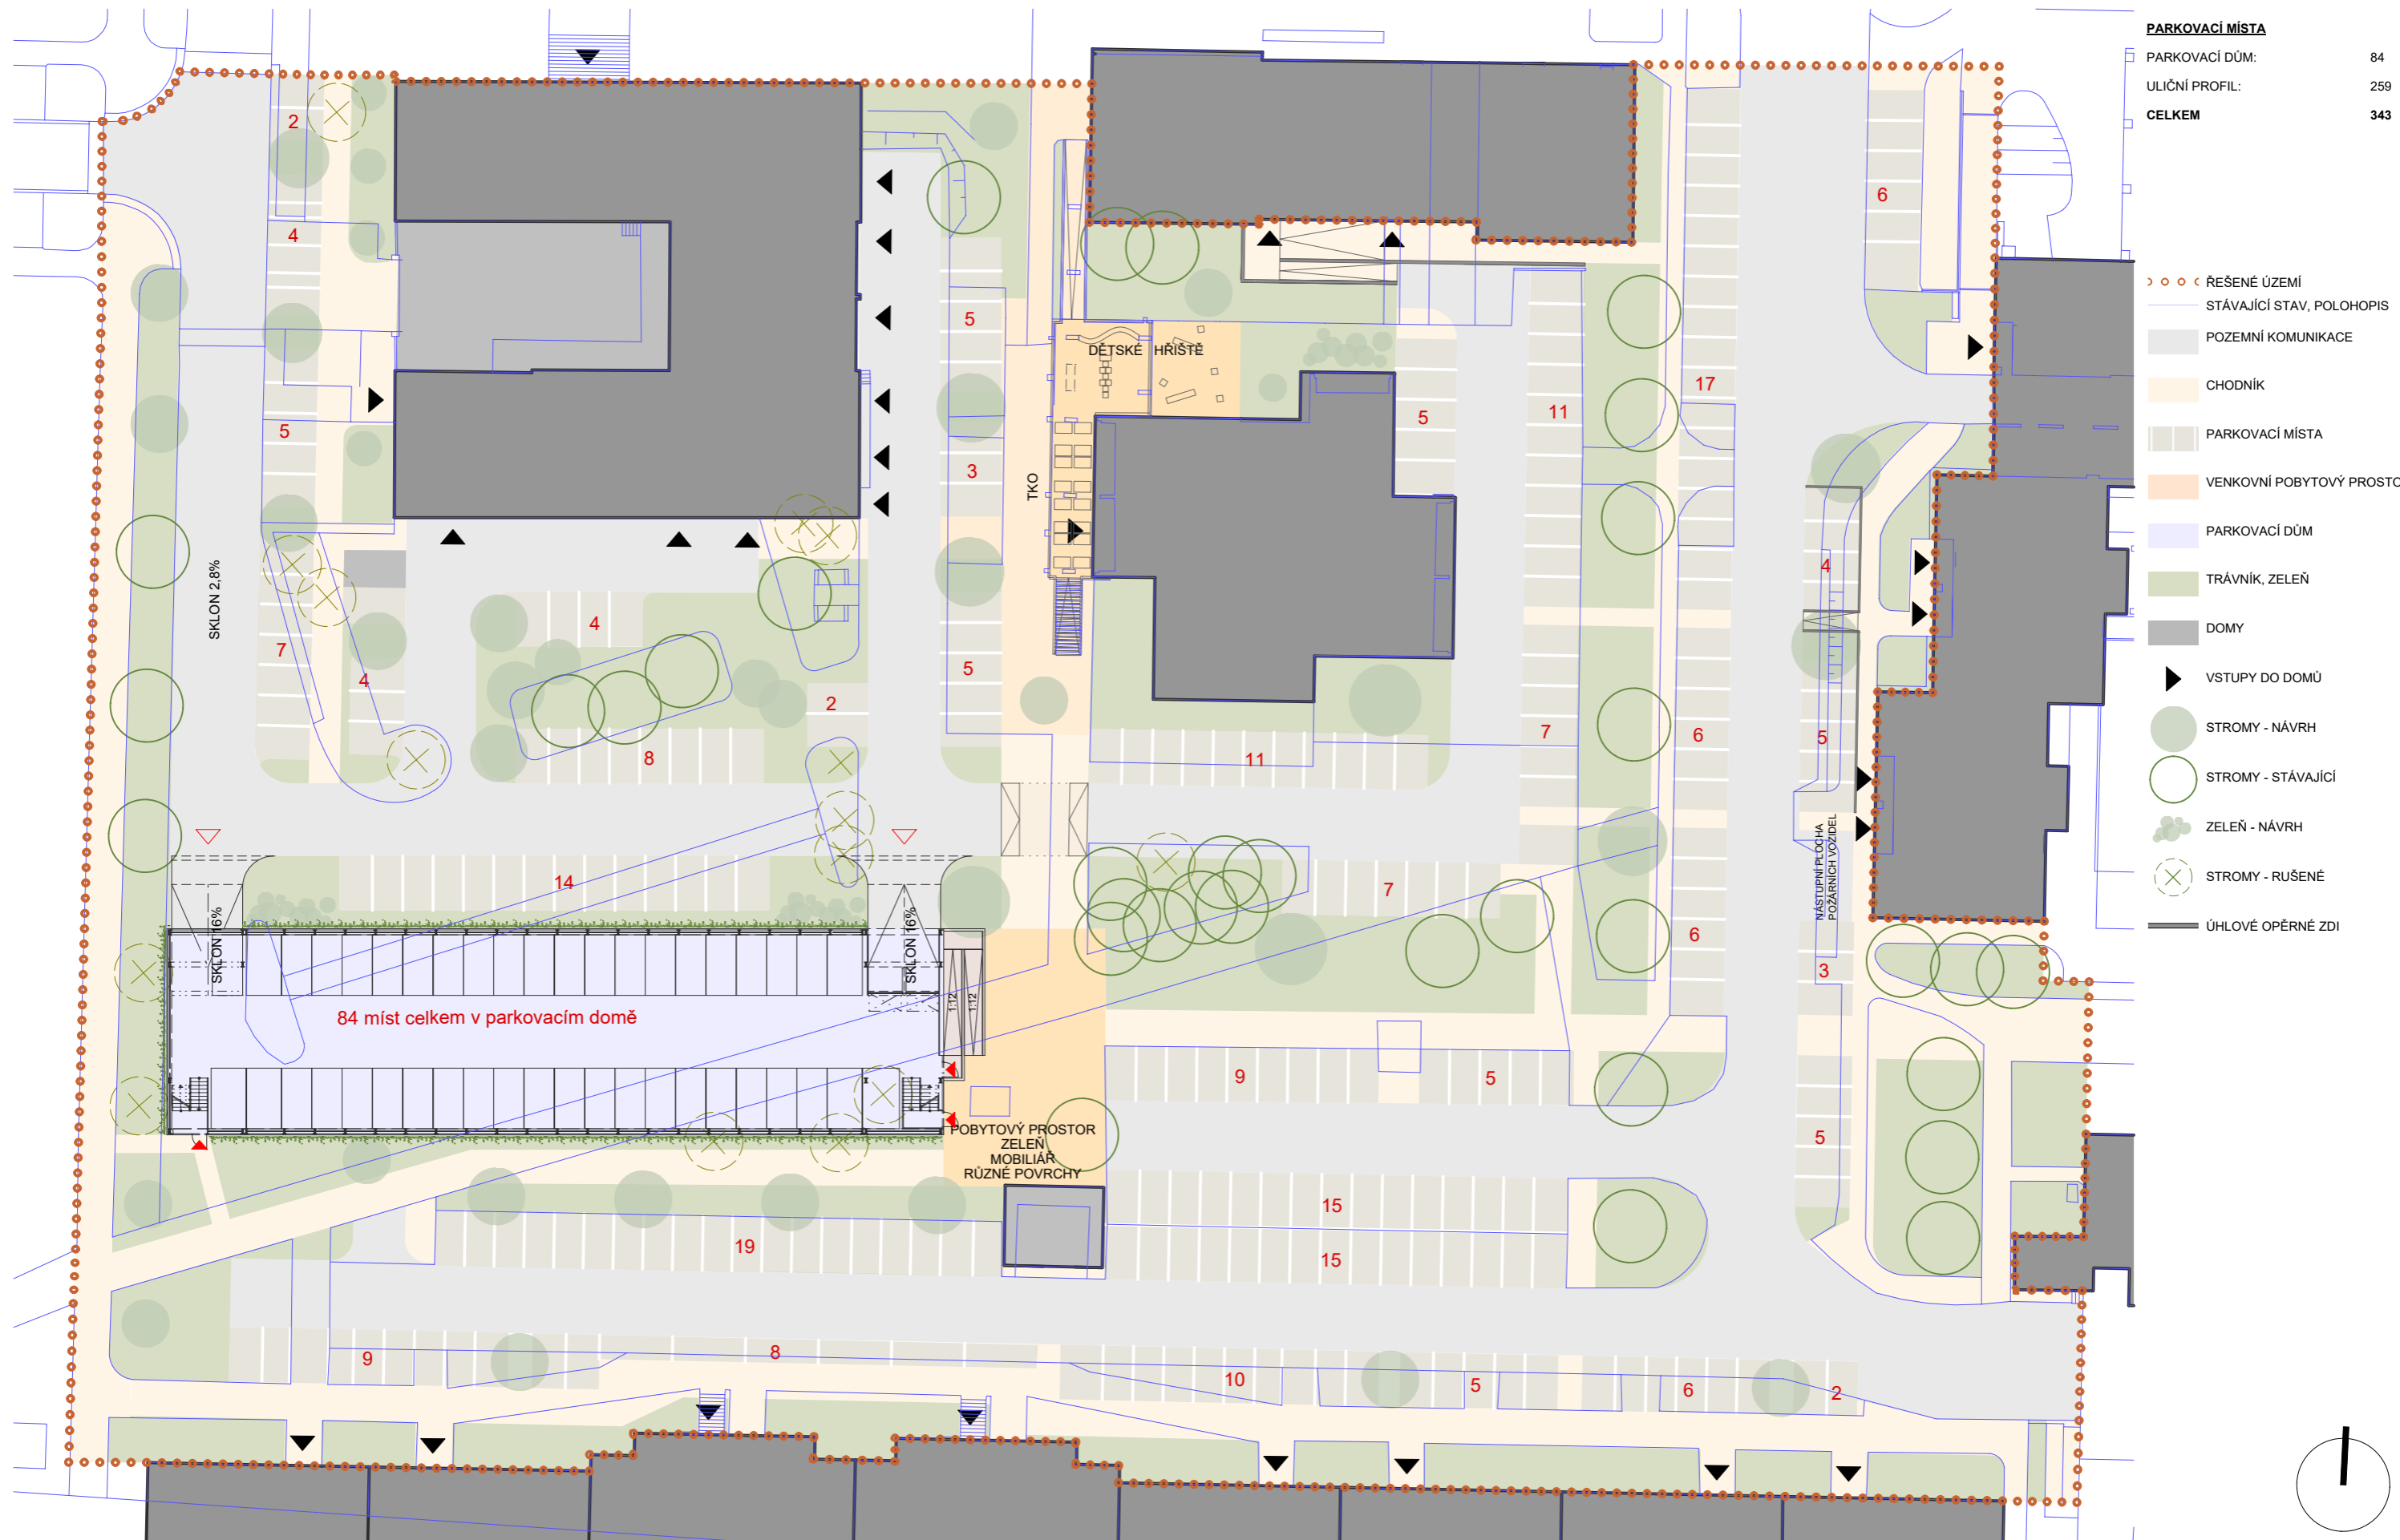 PARKOVACÍ MÍSTA
PARKOVACÍ DŮM: 84
ULIČNÍ PROFIL: 259
CELKEM 343
ŘEŠENÉ ÚZEMÍ
STÁVAJÍCÍ STAV, POLOHOPIS
POZEMNÍ KOMUNIKACE
CHODNÍK
PARKOVACÍ MÍSTA
VENKOVNÍ POBYTOVÝ PROSTO
PARKOVACÍ DŮM
TRÁVNÍK, ZELEŇ
DOMY
VSTUPY DO DOMŮ
STROMY - NÁVRH
STROMY - STÁVAJÍCÍ
ZELEŇ - NÁVRH
STROMY - RUŠENÉ
ÚHLOVÉ OPĚRNÉ ZDI
2
6
4
5
DĚTSKÉ HŘIŠTĚ
17
5
5
11
3
TKO
SKLON 2,8%
4
4
7
4
5
2
8
11
7
6
5
NÁSTUPNÍ PLOCHA
POŽÁRNÍCH VOZIDEL
14
7
SKLON 16%
SKLON 16%
6
3
1:12
1:12
84 míst celkem v parkovacím domě
9
5
5
POBYTOVÝ PROSTOR
ZELEŇ
MOBILIÁŘ
RŮZNÉ POVRCHY
15
19
15
9
8
10
5
6
2